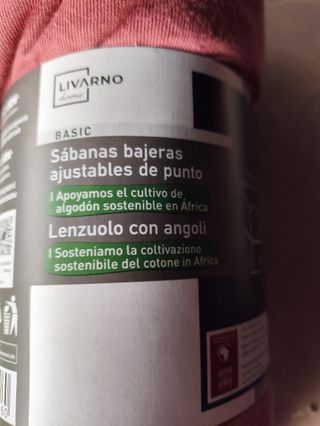 LIVARNO
home
BASIC
Sábanas bajeras
ajustables de punto
Apoyamos el cultivo de
algodón sostenible en África
Lenzuolo con angoli
Sosteniamo la coltivazione
sostenibile del cotone in Africa